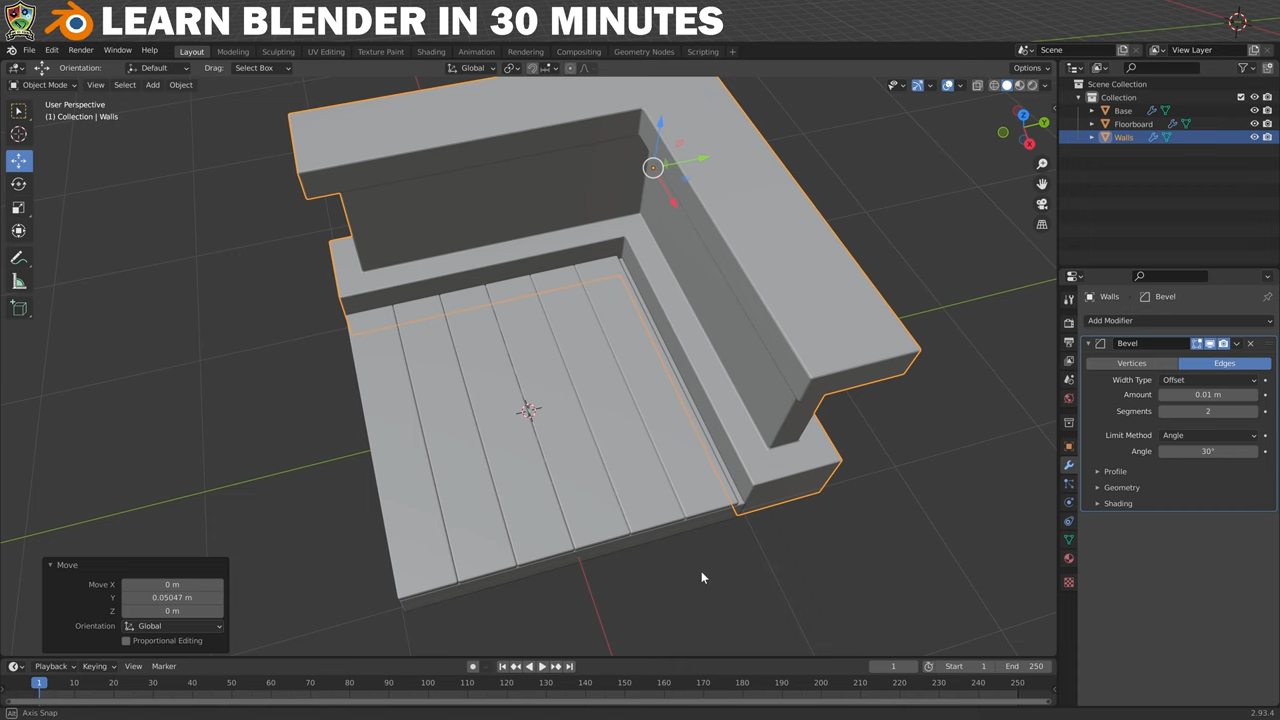 LEARN BLENDER IN 30 MINUTES
File Edit Render Window Help Layout Modeling Sculpting UV Editing Texture Paint Shading Animation Rendering Compositing Geometry Nodes Scripting + Scene View Layer
Orientation: Default Drag: Select Box Global Options
Object Mode View Select Add Object
User Perspective
(1) Collection | Walls
Scene Collection
Collection
Base
Floorboard
Walls
Z
Y
X
Walls Bevel
Add Modifier
Bevel
Vertices Edges
Width Type Offset
Amount 0.01 m
Segments 2
Limit Method Angle
Angle 30°
Profile
Geometry
Shading
Move
Move X 0 m
Y 0.05047 m
Z 0 m
Orientation Global
Proportional Editing
Playback Keying View Marker 1 Start 1 End 250
1 10 20 30 40 50 60 70 80 90 100 110 120 130 140 150 160 170 180 190 200 210 220 230 240 250
Alt Axis Snap 2.93.4